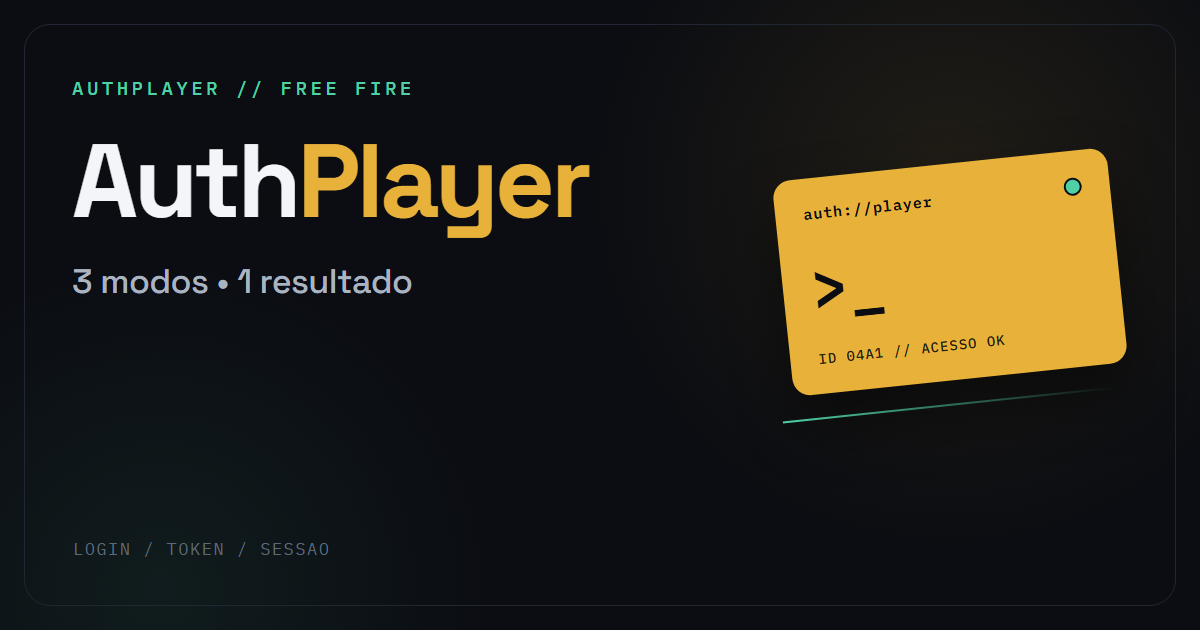 AUTHPLAYER // FREE FIRE
AuthPlayer
3 modos • 1 resultado
auth://player
>_
ID 04A1 // ACESSO OK
LOGIN / TOKEN / SESSAO